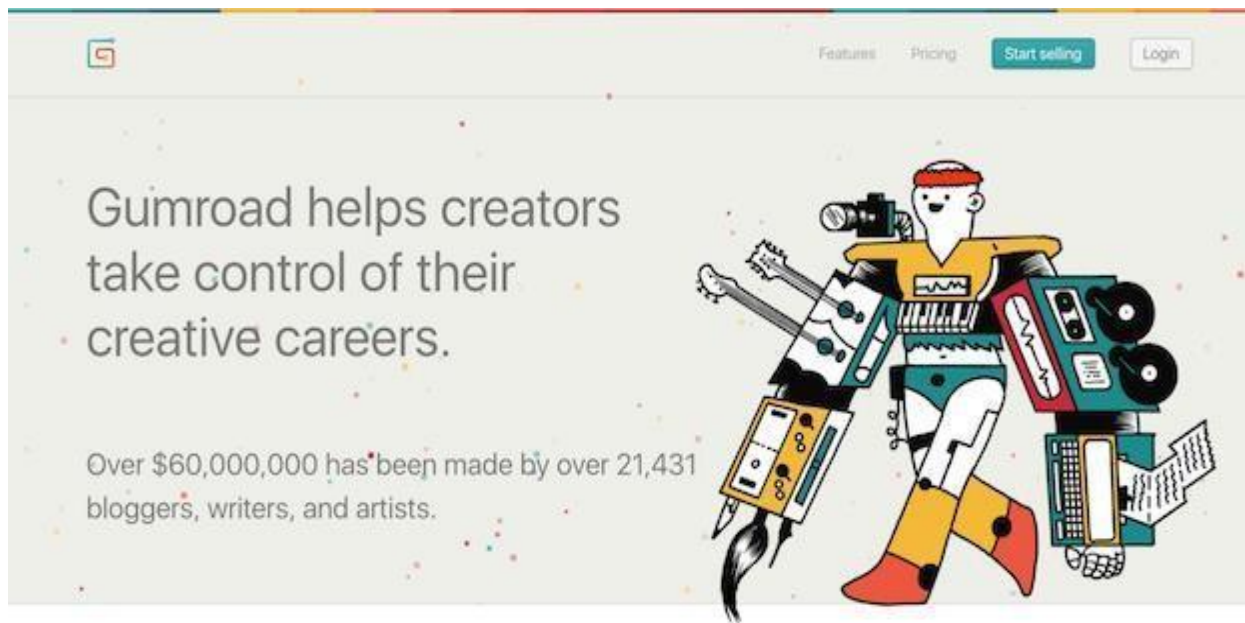 Features Pricing Start selling Login
Gumroad helps creators
take control of their
creative careers.
Over $60,000,000 has been made by over 21,431
bloggers, writers, and artists.